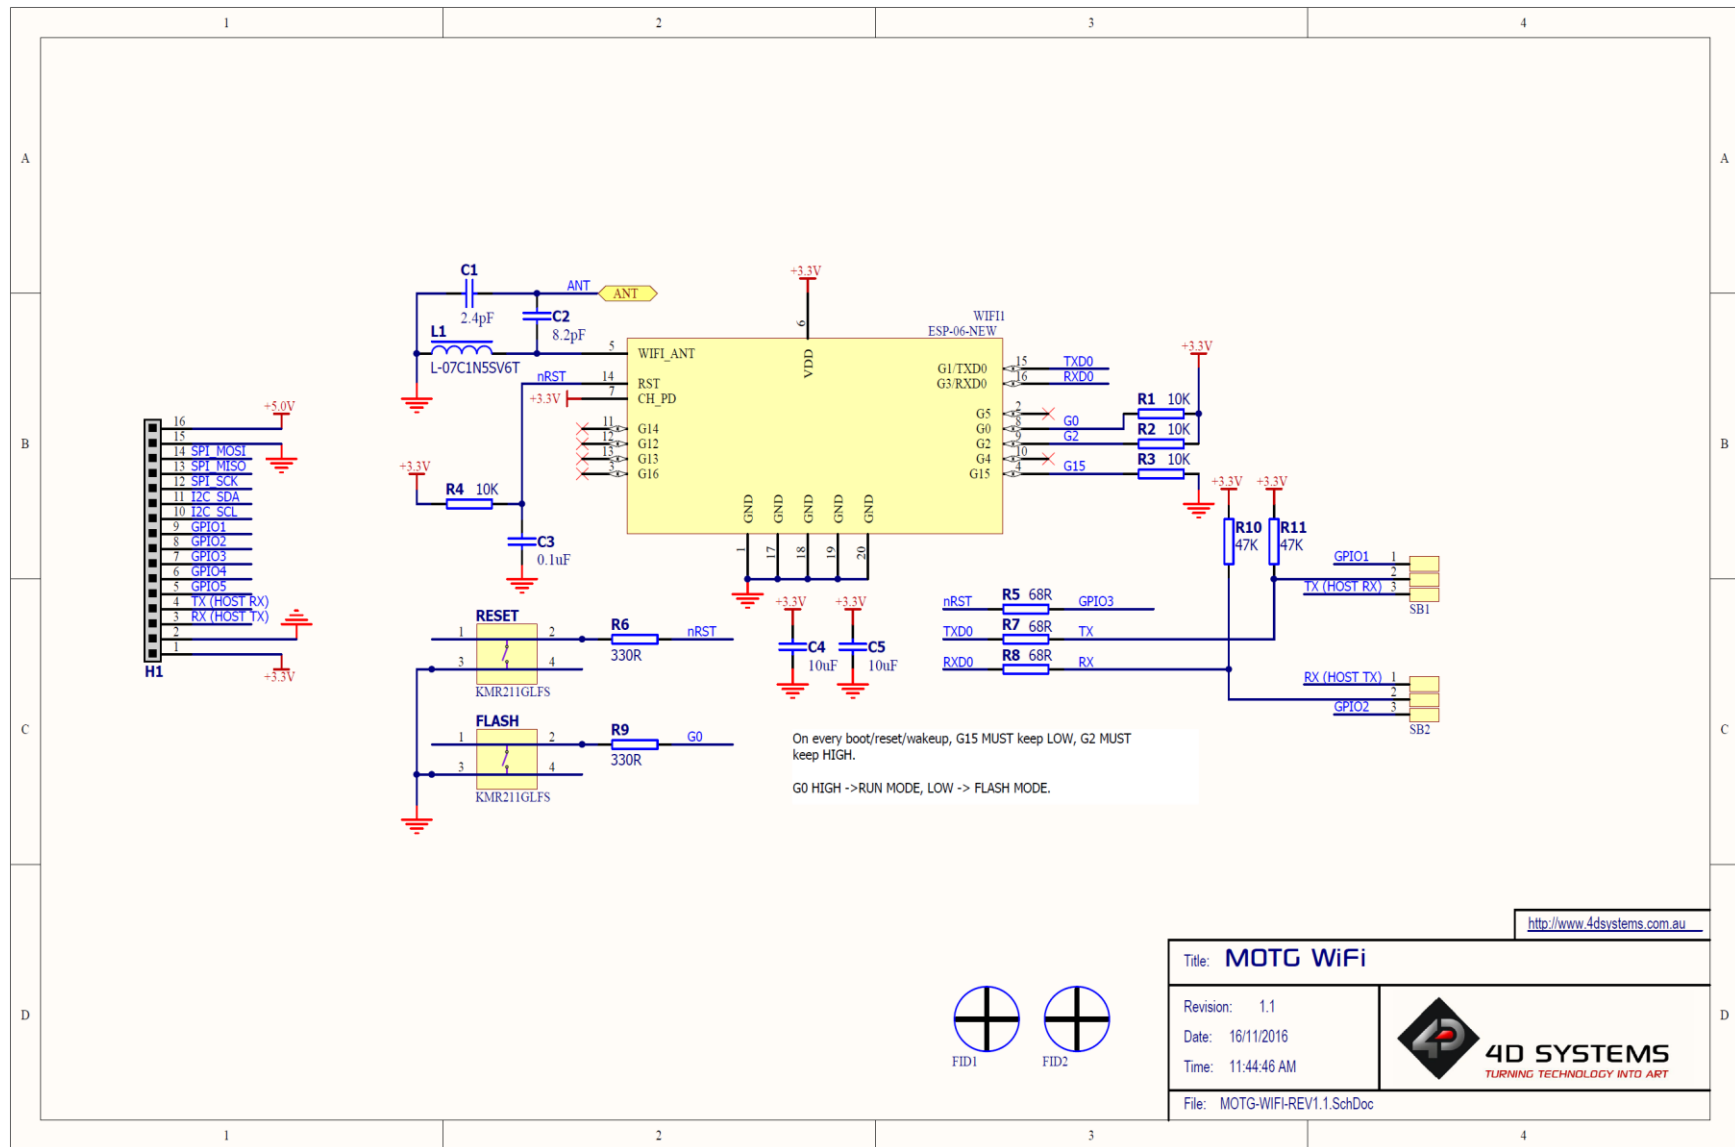 1 2 3 4
A A
B B
C C
D D
1 2 3 4
C1
2.4pF
ANT
ANT
C2
8.2pF
L1
L-07C1N5SV6T
+3.3V
6
VDD
WIFI1
ESP-06-NEW
5 WIFI_ANT
nRST 14 RST
+3.3V 7 CH_PD
11 G14
12 G12
13 G13
3 G16
G1/TXD0 15 TXD0
G3/RXD0 16 RXD0
G5 2
G0 8 G0
G2 9 G2
G4 10
G15 4 G15
GND GND GND GND GND
1 17 18 19 20
+3.3V
R1 10K
R2 10K
R3 10K
+3.3V
R4 10K
C3
0.1uF
+5.0V
16
15
14 SPI_MOSI
13 SPI_MISO
12 SPI_SCK
11 I2C_SDA
10 I2C_SCL
9 GPIO1
8 GPIO2
7 GPIO3
6 GPIO4
5 GPIO5
4 TX (HOST RX)
3 RX (HOST TX)
2
1
H1
+3.3V
RESET
1 2
3 4
KMR211GLFS
R6
330R
nRST
FLASH
1 2
3 4
KMR211GLFS
R9
330R
G0
+3.3V +3.3V
C4
10uF
C5
10uF
nRST R5 68R GPIO3
TXD0 R7 68R TX
RXD0 R8 68R RX
+3.3V +3.3V
R10
47K
R11
47K
GPIO1 1
2
TX (HOST RX) 3
SB1
RX (HOST TX) 1
2
GPIO2 3
SB2
On every boot/reset/wakeup, G15 MUST keep LOW, G2 MUST
keep HIGH.
G0 HIGH ->RUN MODE, LOW -> FLASH MODE.
FID1 FID2
http://www.4dsystems.com.au
Title: MOTG WiFi
Revision: 1.1
Date: 16/11/2016
Time: 11:44:46 AM
4D
4D SYSTEMS
TURNING TECHNOLOGY INTO ART
File: MOTG-WIFI-REV1.1.SchDoc